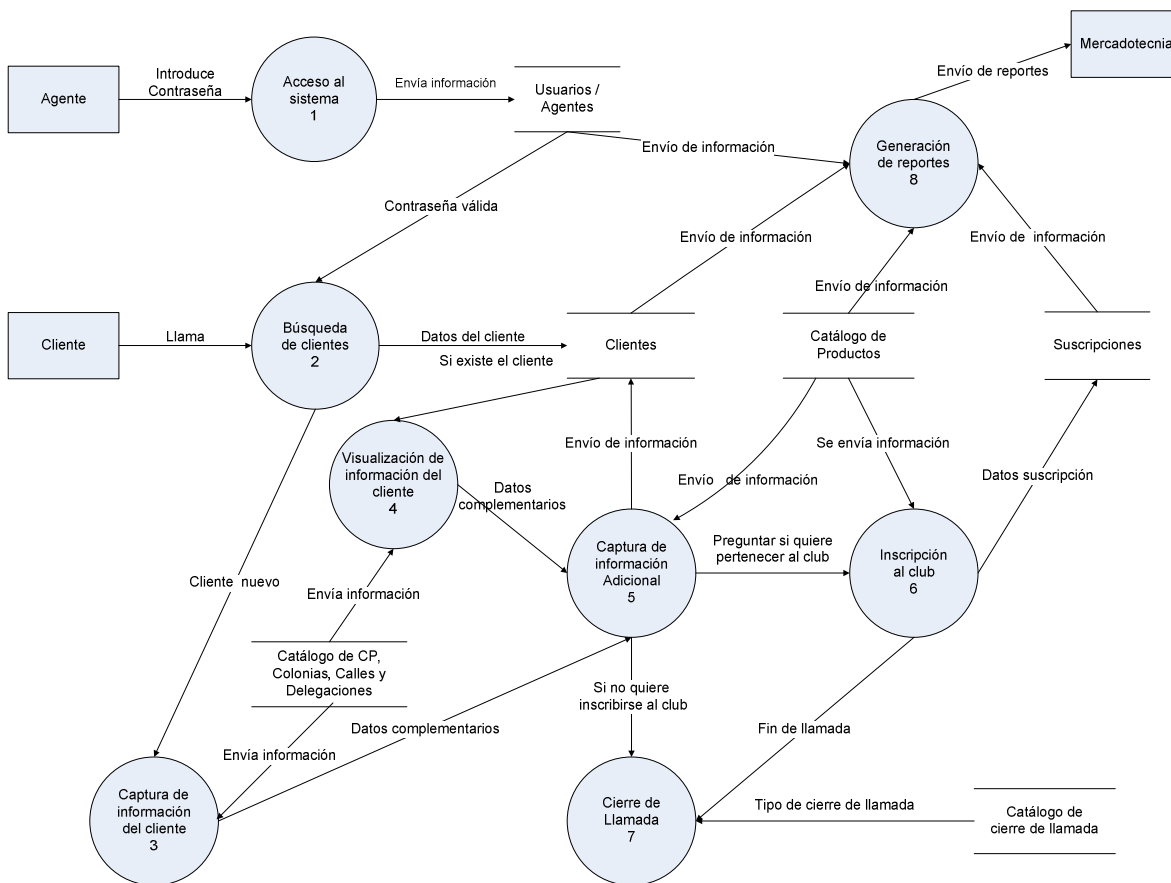 Mercadotecnia
Envío de reportes
Agente
Introduce
Contraseña
Acceso al
sistema
1
Envía información
Usuarios /
Agentes
Envío de información
Generación
de reportes
8
Contraseña válida
Envío de información
Envío de información
Envío de información
Cliente
Llama
Búsqueda
de clientes
2
Datos del cliente
Si existe el cliente
Clientes
Catálogo de
Productos
Suscripciones
Visualización de
información del
cliente
4
Datos
complementarios
Envío de información
Envío de información
Se envía información
Datos suscripción
Captura de
información
Adicional
5
Preguntar si quiere
pertenecer al club
Inscripción
al club
6
Cliente nuevo
Envía información
Catálogo de CP,
Colonias, Calles y
Delegaciones
Si no quiere
inscribirse al club
Datos complementarios
Fin de llamada
Envía información
Captura de
información
del cliente
3
Cierre de
Llamada
7
Tipo de cierre de llamada
Catálogo de
cierre de llamada